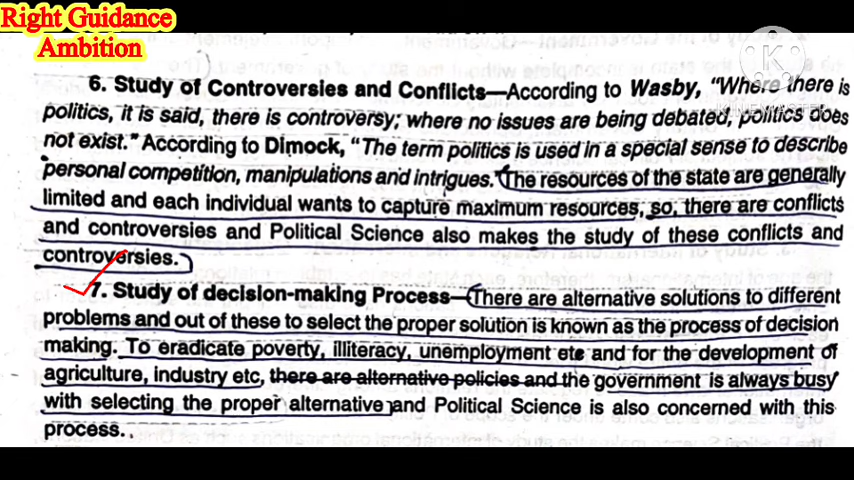 Right Guidance
Ambition
KINEMASTER
6. Study of Controversies and Conflicts—According to Wasby, "Where there is
politics, it is said, there is controversy; where no issues are being debated, politics does
not exist." According to Dimock, "The term politics is used in a special sense to describe
personal competition, manipulations and intrigues. The resources of the state are generally
limited and each individual wants to capture maximum resources, so, there are conflicts
and controversies and Political Science also makes the study of these conflicts and
controversies.
7. Study of decision-making Process—There are alternative solutions to different
problems and out of these to select the proper solution is known as the process of decision
making. To eradicate poverty, illiteracy, unemployment etc and for the development of
agriculture, industry etc, there are alternative policies and the government is always busy
with selecting the proper alternative and Political Science is also concerned with this
process.